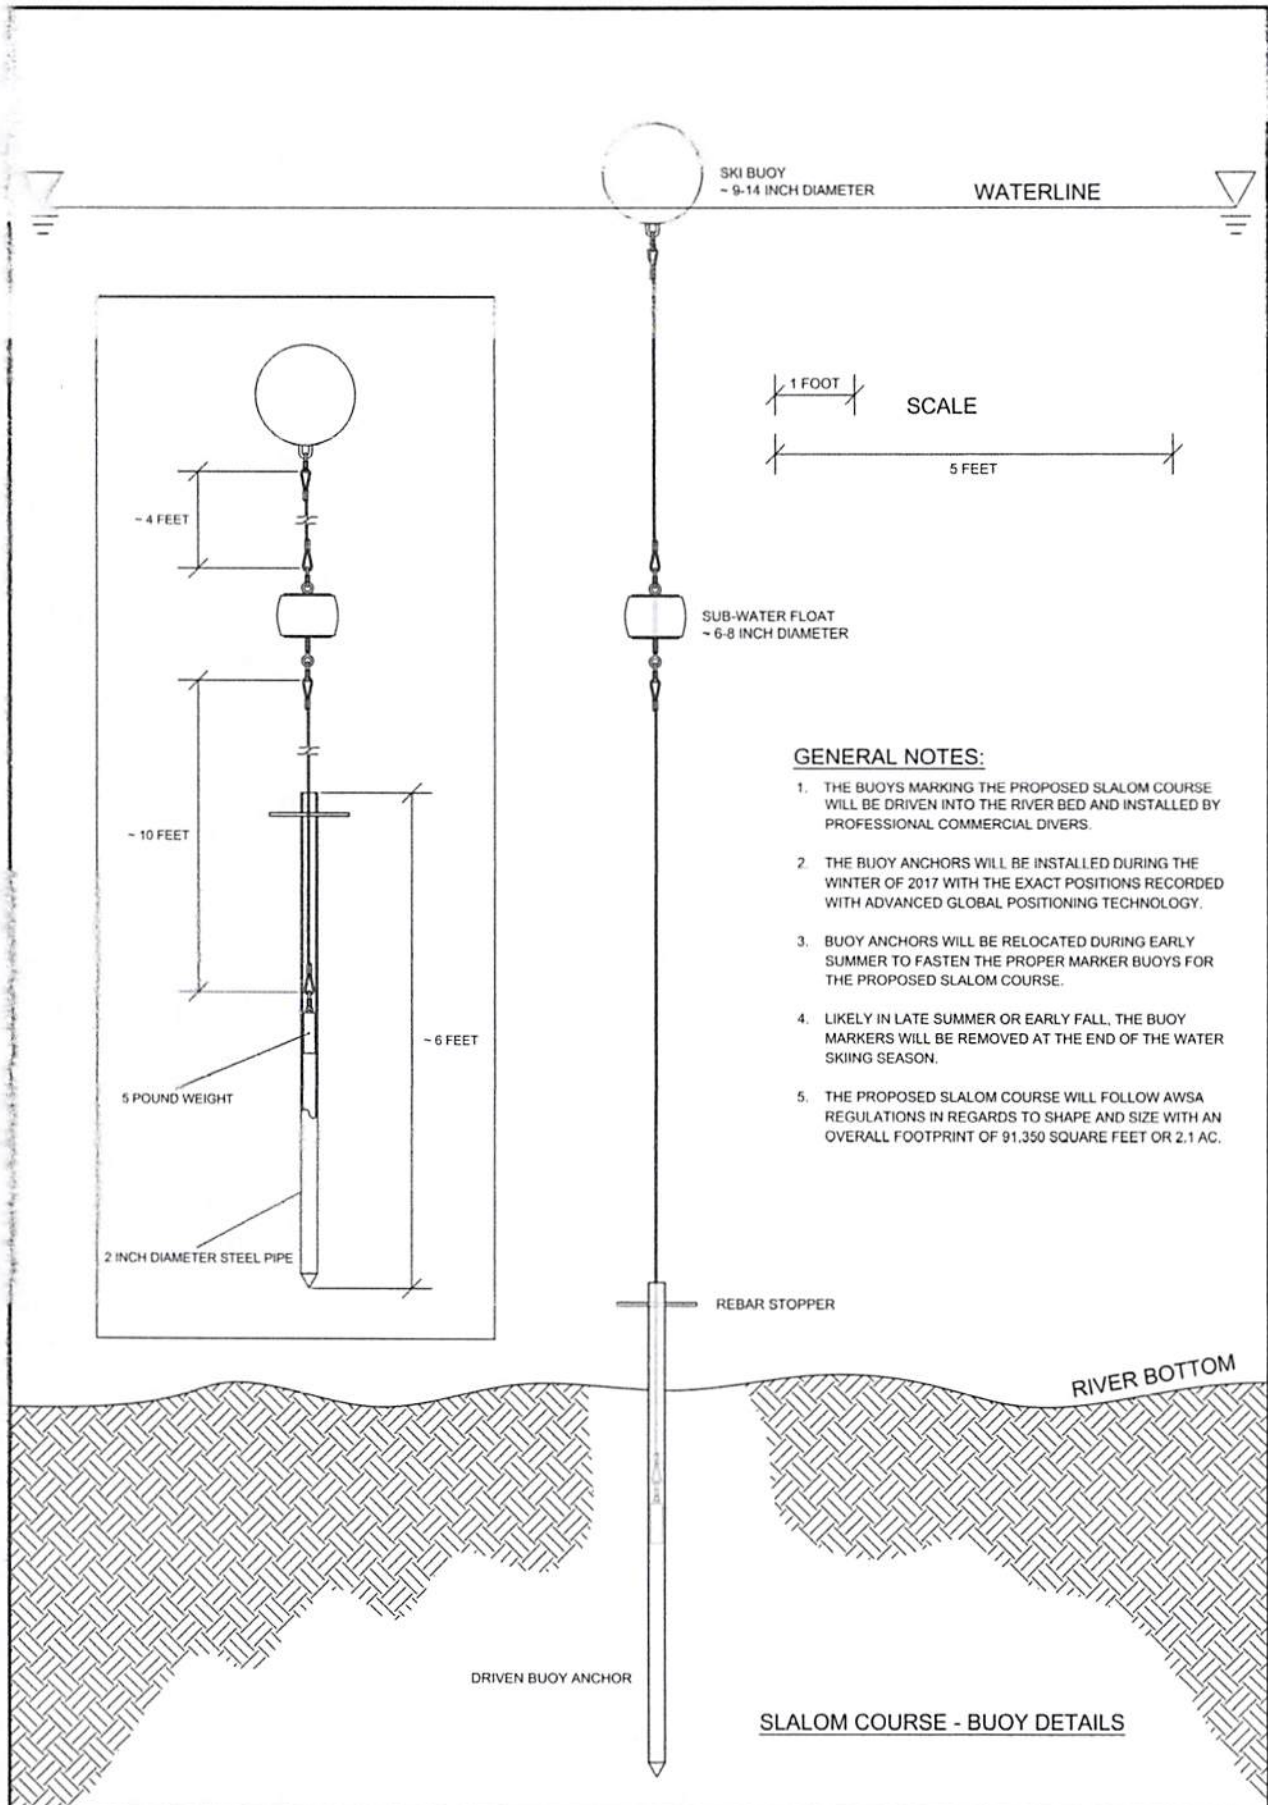 SKI BUOY
~ 9-14 INCH DIAMETER
WATERLINE
1 FOOT
SCALE
5 FEET
~ 4 FEET
SUB-WATER FLOAT
~ 6-8 INCH DIAMETER
~ 10 FEET
~ 6 FEET
5 POUND WEIGHT
2 INCH DIAMETER STEEL PIPE
GENERAL NOTES:
1. THE BUOYS MARKING THE PROPOSED SLALOM COURSE
WILL BE DRIVEN INTO THE RIVER BED AND INSTALLED BY
PROFESSIONAL COMMERCIAL DIVERS.
2. THE BUOY ANCHORS WILL BE INSTALLED DURING THE
WINTER OF 2017 WITH THE EXACT POSITIONS RECORDED
WITH ADVANCED GLOBAL POSITIONING TECHNOLOGY.
3. BUOY ANCHORS WILL BE RELOCATED DURING EARLY
SUMMER TO FASTEN THE PROPER MARKER BUOYS FOR
THE PROPOSED SLALOM COURSE.
4. LIKELY IN LATE SUMMER OR EARLY FALL, THE BUOY
MARKERS WILL BE REMOVED AT THE END OF THE WATER
SKIING SEASON.
5. THE PROPOSED SLALOM COURSE WILL FOLLOW AWSA
REGULATIONS IN REGARDS TO SHAPE AND SIZE WITH AN
OVERALL FOOTPRINT OF 91,350 SQUARE FEET OR 2.1 AC.
REBAR STOPPER
RIVER BOTTOM
DRIVEN BUOY ANCHOR
SLALOM COURSE - BUOY DETAILS